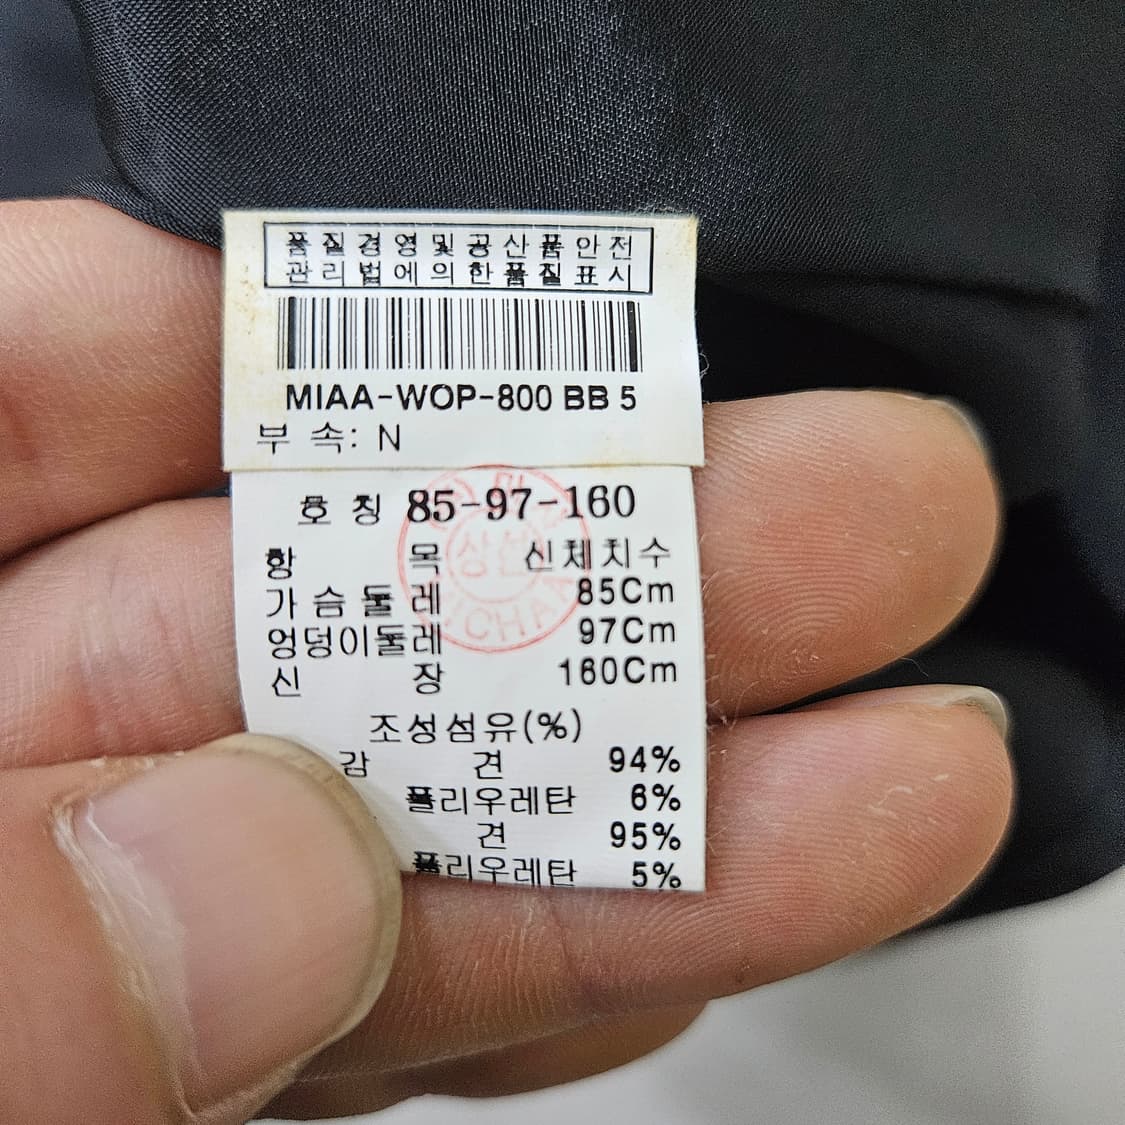 품질경영및공산품안전
관리법에의한품질표시
MIAA-WOP-800 BB 5
부 속: N
호 칭 85-97-160
항 목 신체치수
가슴둘레 85Cm
엉덩이둘레 97Cm
신 장 160Cm
조성섬유(%)
감 견 94%
폴리우레탄 6%
견 95%
폴리우레탄 5%
상설